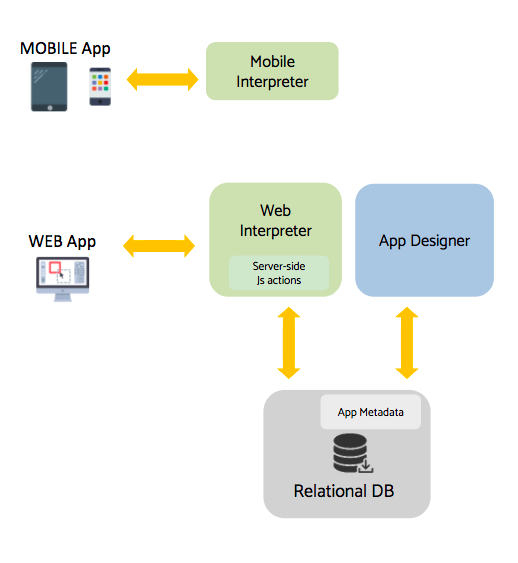 MOBILE App
Mobile
Interpreter
WEB App
Web
Interpreter
Server-side
Js actions
App Designer
App Metadata
Relational DB